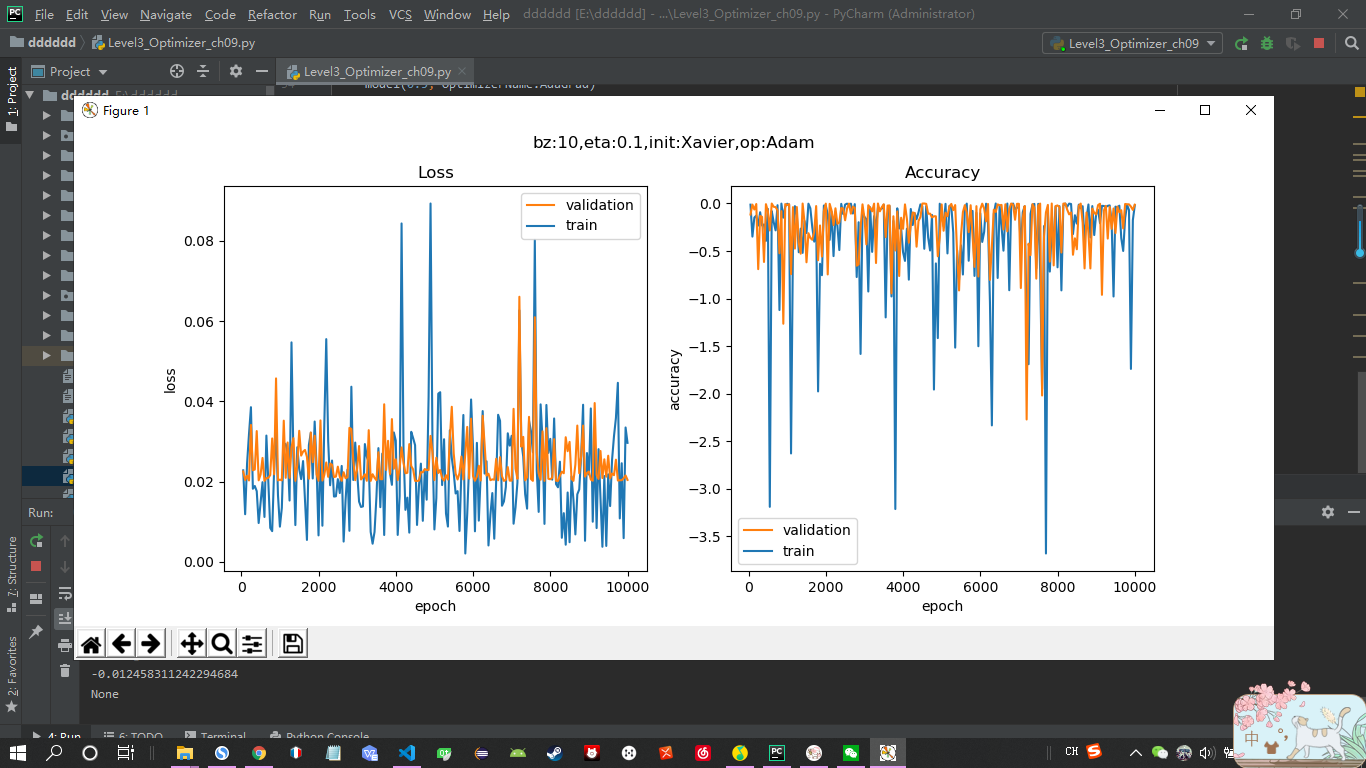 File Edit View Navigate Code Refactor Run Tools VCS Window Help dddddd [E:\dddddd] - ...\Level3_Optimizer_ch09.py - PyCharm (Administrator)
dddddd Level3_Optimizer_ch09.py Level3_Optimizer_ch09
Project Level3_Optimizer_ch09.py
1: Project
Figure 1
bz:10,eta:0.1,init:Xavier,op:Adam
Loss
validation
train
0.08
0.06
0.04
0.02
0.00
loss
0 2000 4000 6000 8000 10000
epoch
Accuracy
0.0
−0.5
−1.0
−1.5
−2.0
−2.5
−3.0
−3.5
accuracy
validation
train
0 2000 4000 6000 8000 10000
epoch
Run:
7: Structure
2: Favorites
-0.012458311242294684
None
4: Run 6: TODO Terminal Python Console
CH
中